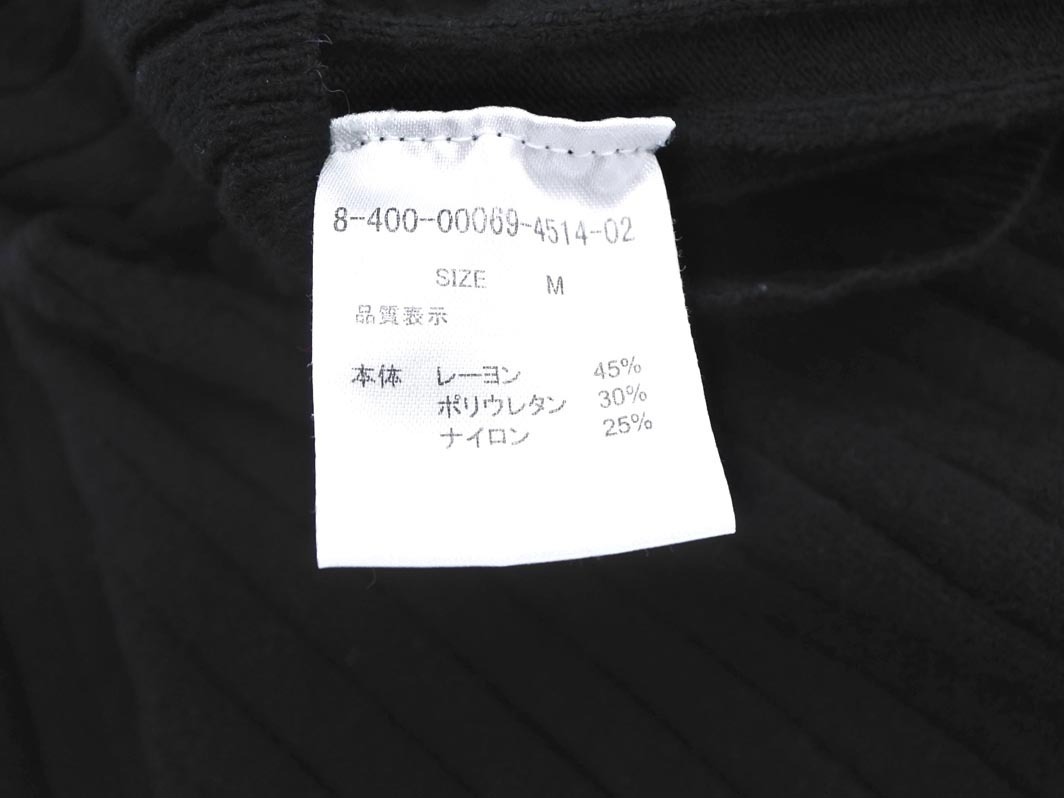 8-400-00069-4514-02
SIZE M
品質表示
本体 レーヨン 45%
ポリウレタン 30%
ナイロン 25%